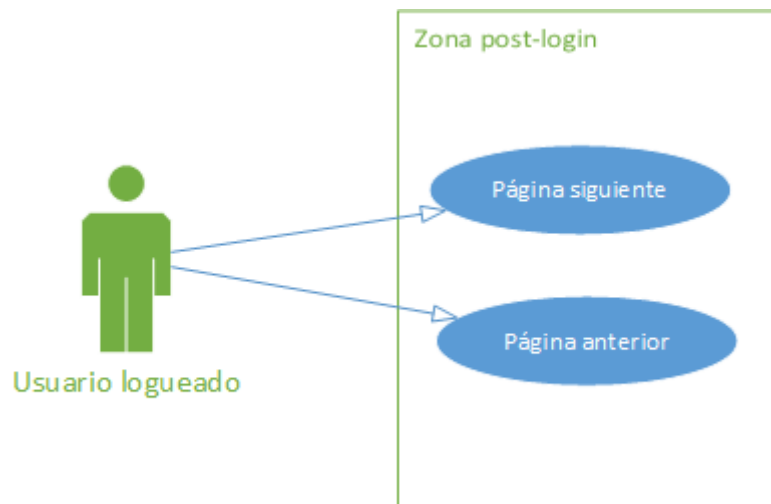 Zona post-login
Página siguiente
Página anterior
Usuario logueado